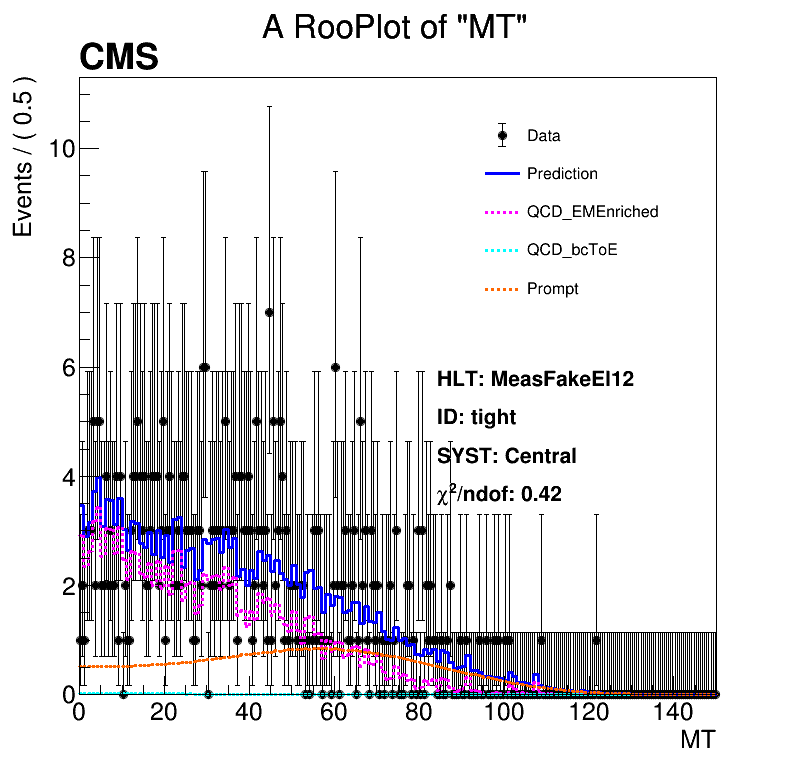 A RooPlot of "MT"
CMS
Events / ( 0.5 )
10
8
6
4
2
0
Data
Prediction
QCD_EMEnriched
QCD_bcToE
Prompt
HLT: MeasFakeEl12
ID: tight
SYST: Central
χ²/ndof: 0.42
0 20 40 60 80 100 120 140
MT